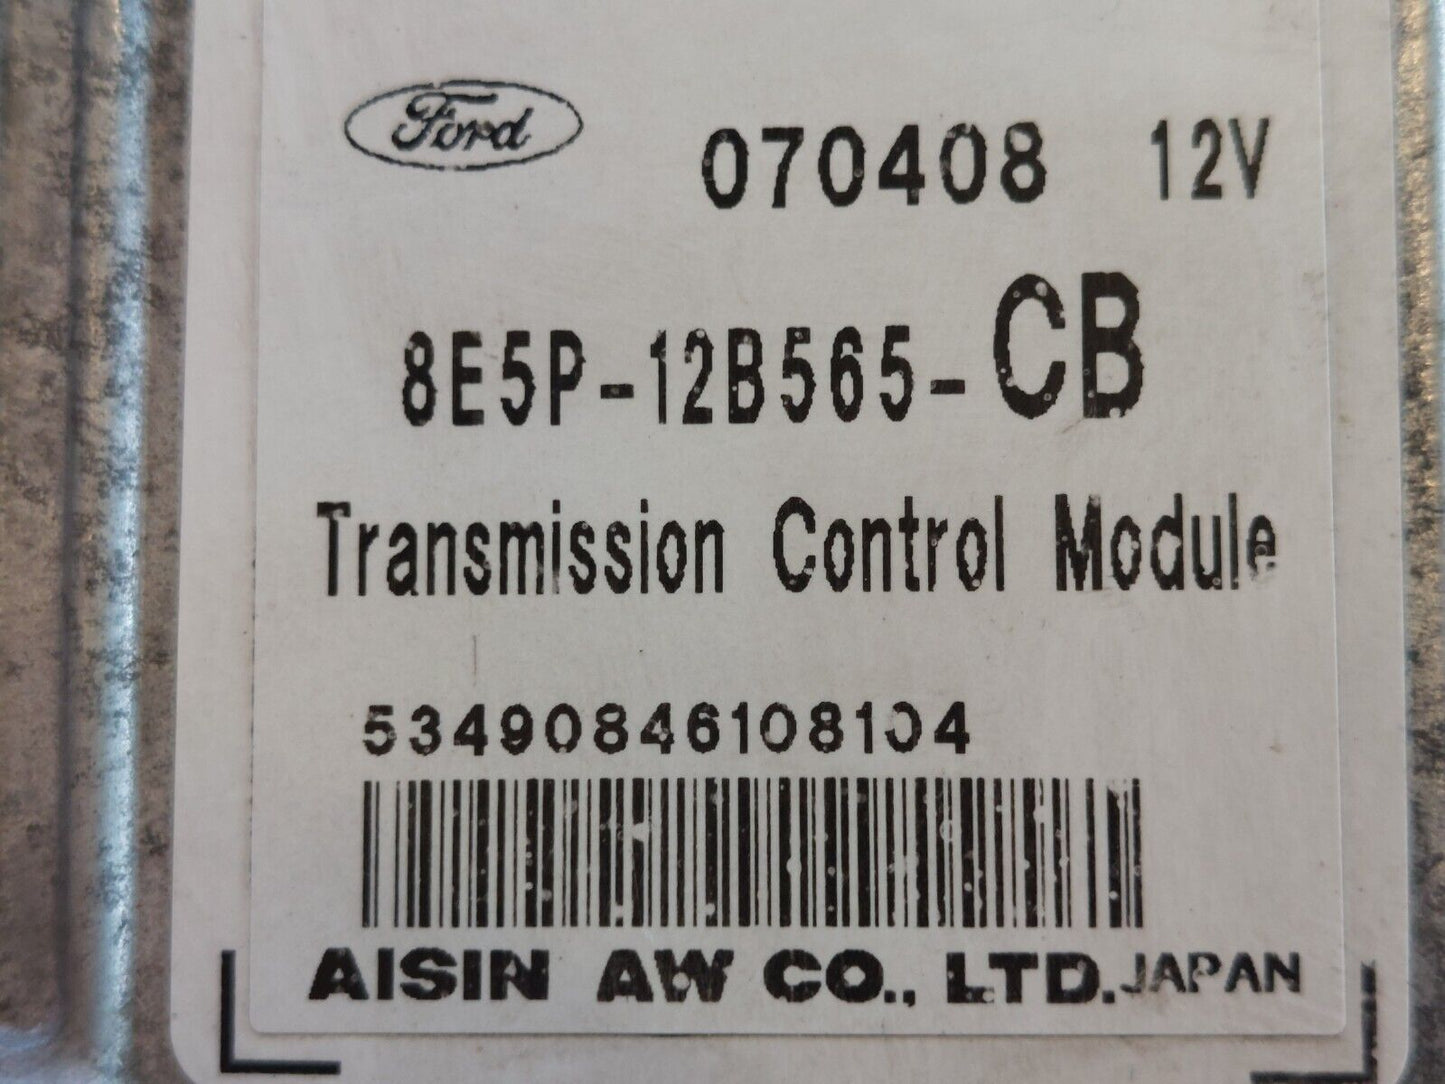 Ford
070408 12V
8E5P-12B565-CB
Transmission Control Module
53490846108104
AISIN AW CO., LTD. JAPAN